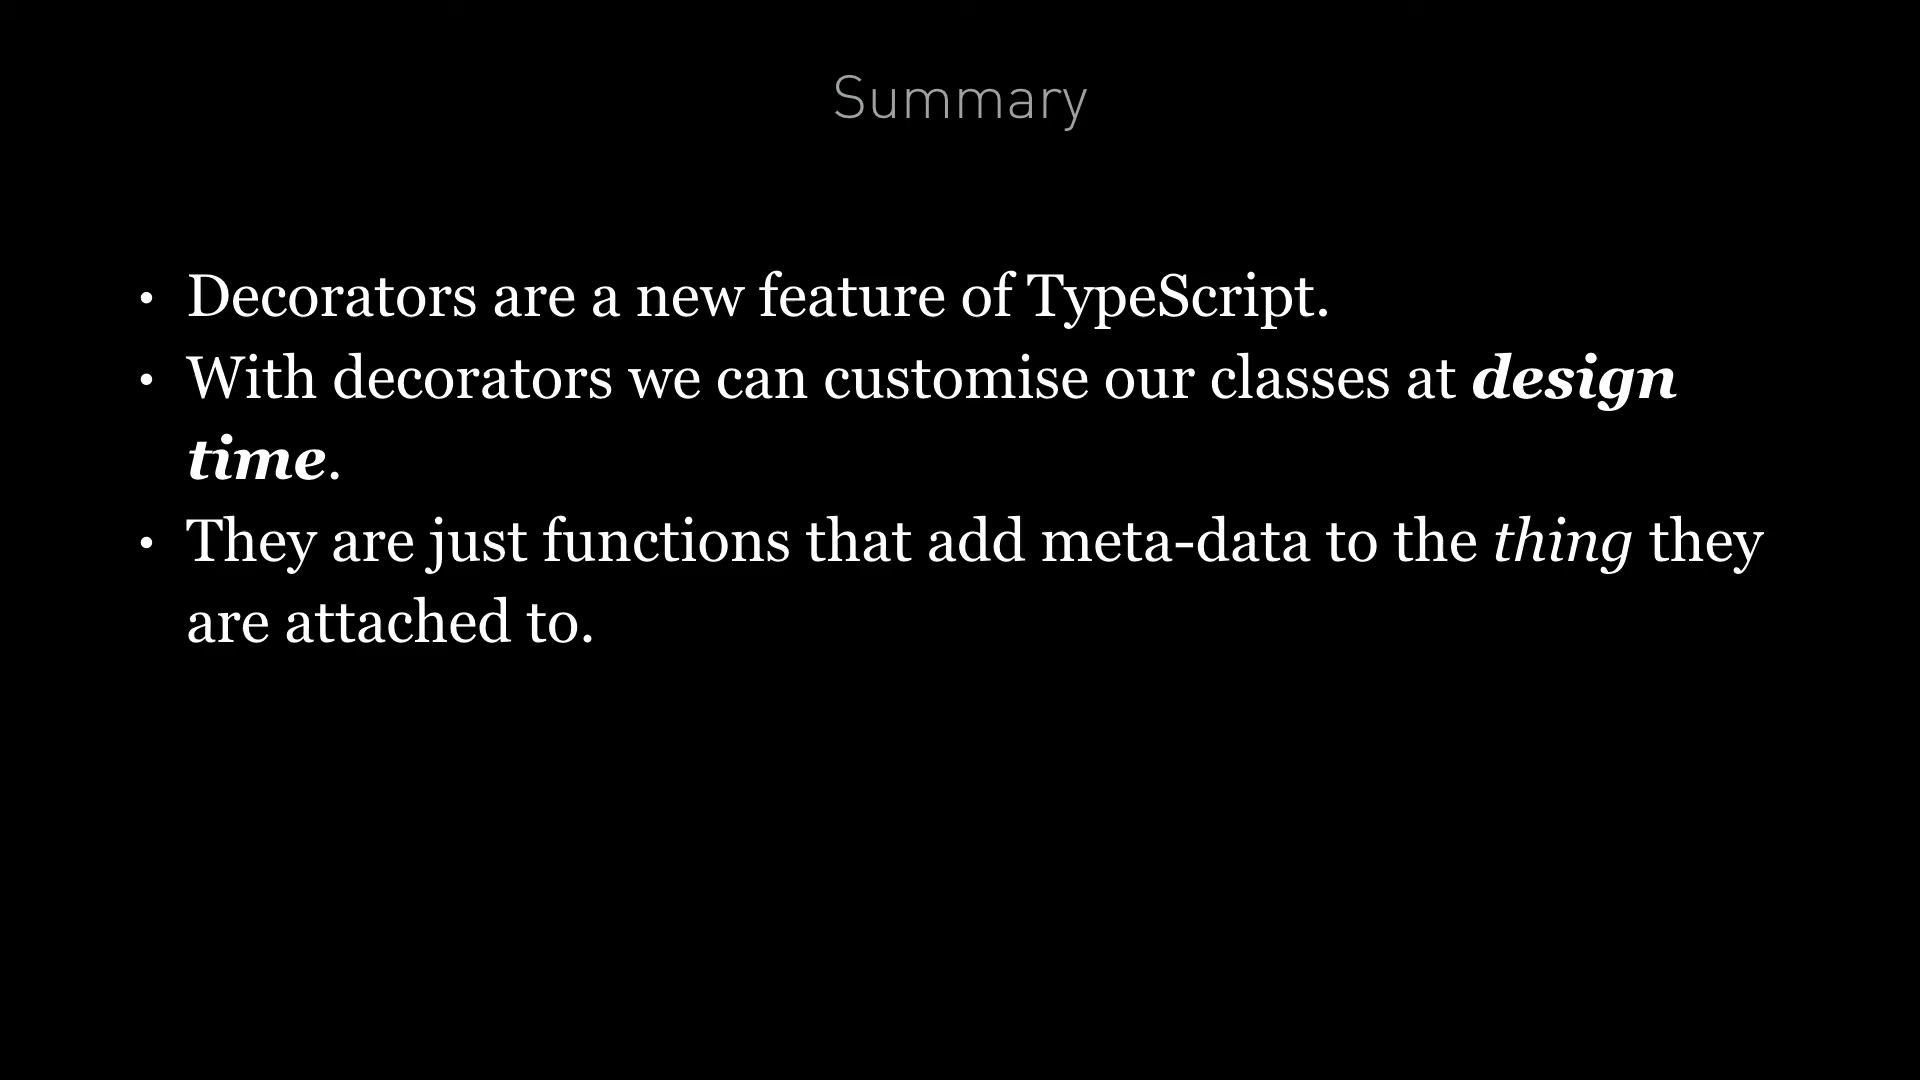 Summary
• Decorators are a new feature of TypeScript.
• With decorators we can customise our classes at design
time.
• They are just functions that add meta-data to the thing they
are attached to.